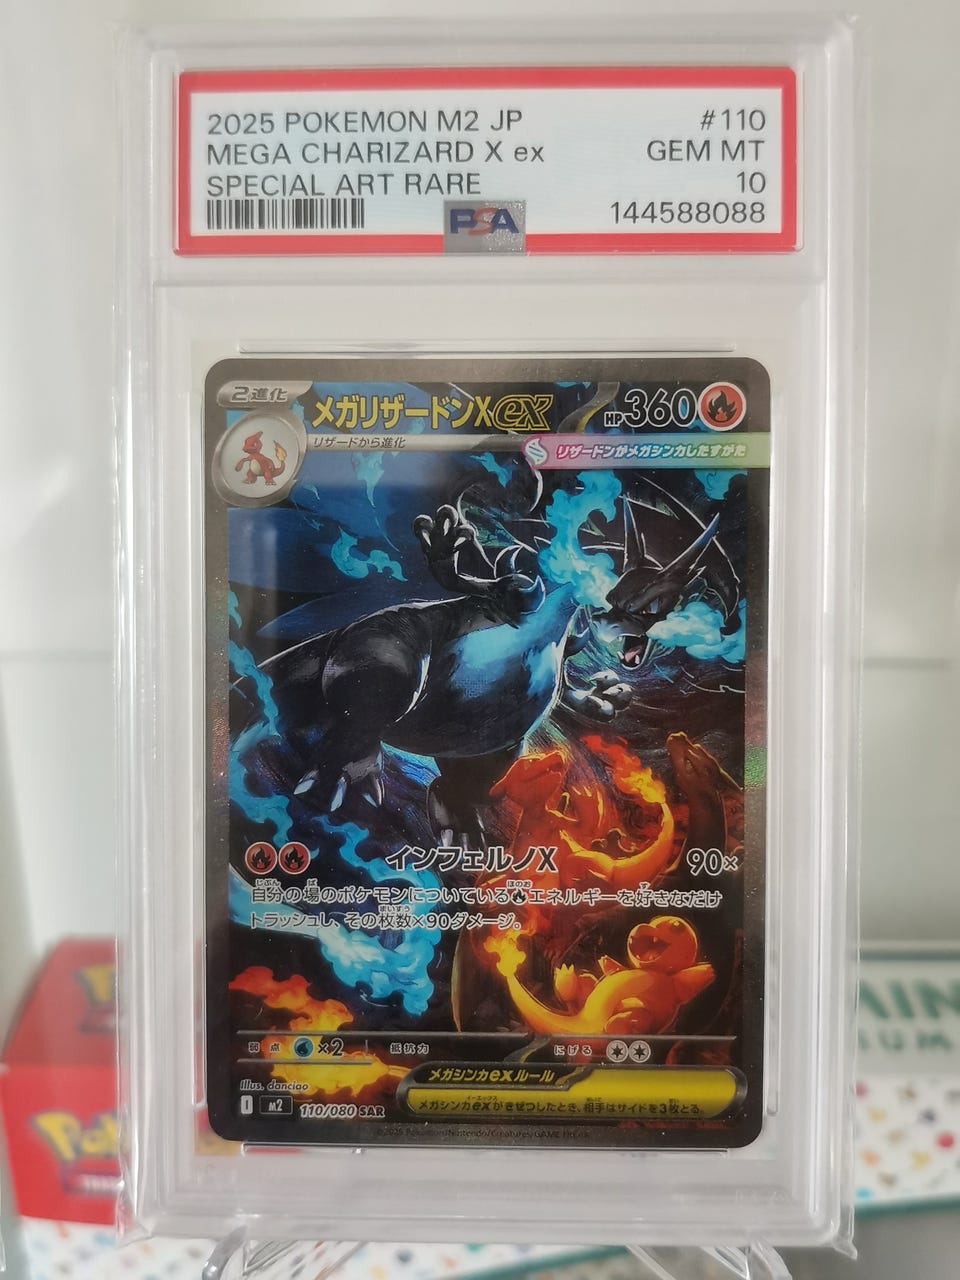 2025 POKEMON M2 JP #110
MEGA CHARIZARD X ex GEM MT
SPECIAL ART RARE 10
PSA 144588088
2進化 メガリザードンXex HP360
リザードから進化
リザードンがメガシンカしたすがた
インフェルノX 90×
自分の場のポケモンについているエネルギーを好きなだけ
トラッシュし、その枚数×90ダメージ。
弱点 ×2 抵抗力 にげる
メガシンカexルール
メガシンカexがきぜつしたとき、相手はサイドを3枚とる。
Illus. danciao
I M2 110/080 SAR
©2025 Pokémon/Nintendo/Creatures/GAME FREAK